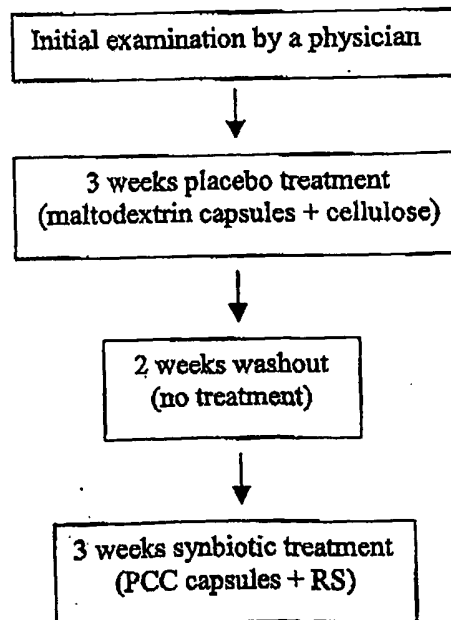 Initial examination by a physician
3 weeks placebo treatment
(maltodextrin capsules + cellulose)
2 weeks washout
(no treatment)
3 weeks synbiotic treatment
(PCC capsules + RS)